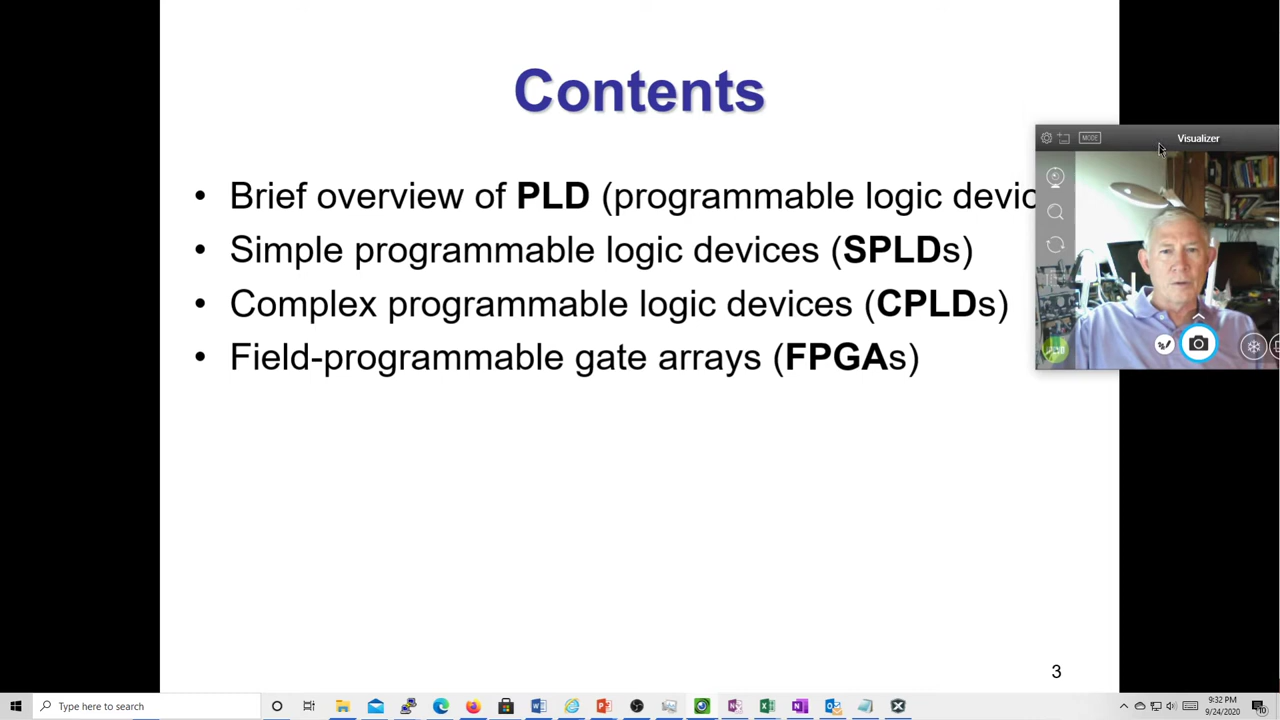 Contents
• Brief overview of PLD (programmable logic devic
• Simple programmable logic devices (SPLDs)
• Complex programmable logic devices (CPLDs)
• Field-programmable gate arrays (FPGAs)
MODE
Visualizer
3
Type here to search
9:32 PM
9/24/2020